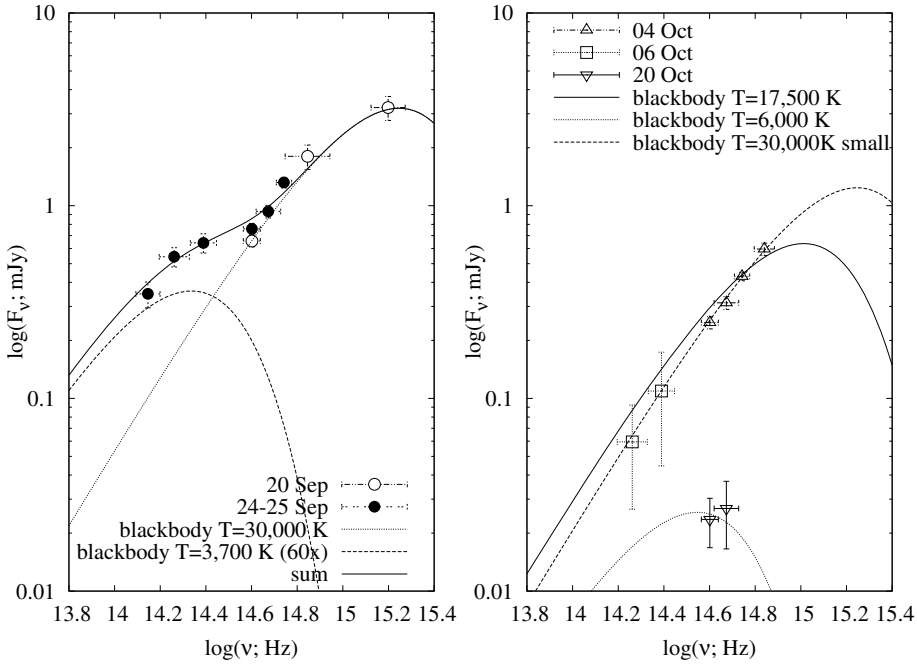 10
1
0.1
0.01
log(Fν; mJy)
13.8 14 14.2 14.4 14.6 14.8 15 15.2 15.4
log(ν; Hz)
20 Sep
24-25 Sep
blackbody T=30,000 K
blackbody T=3,700 K (60x)
sum
10
1
0.1
0.01
log(Fν; mJy)
13.8 14 14.2 14.4 14.6 14.8 15 15.2 15.4
log(ν; Hz)
04 Oct
06 Oct
20 Oct
blackbody T=17,500 K
blackbody T=6,000 K
blackbody T=30,000K small